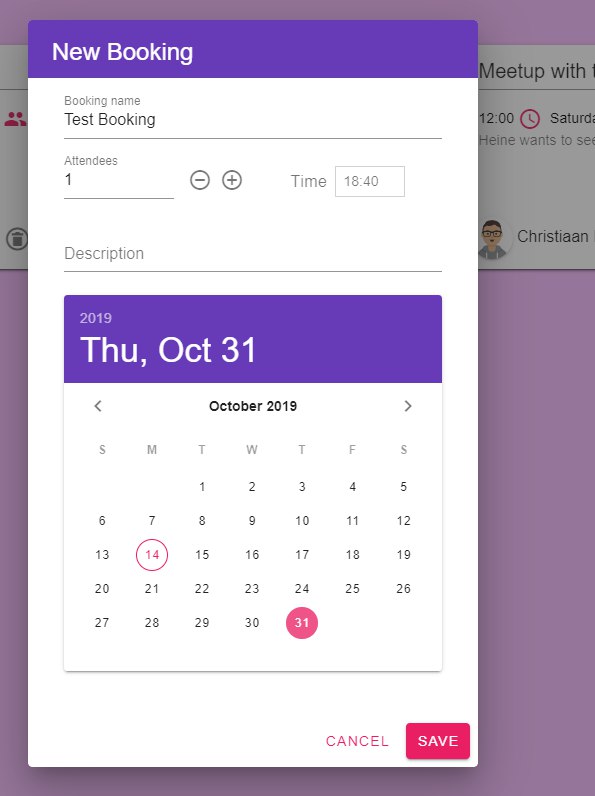 New Booking
Meetup with
Booking name
Test Booking
12:00
Heine wants to see
Attendees
1
Time 18:40
Christiaan
Description
2019
Thu, Oct 31
October 2019
S M T W T F S
1 2 3 4 5
6 7 8 9 10 11 12
13 14 15 16 17 18 19
20 21 22 23 24 25 26
27 28 29 30 31
CANCEL SAVE